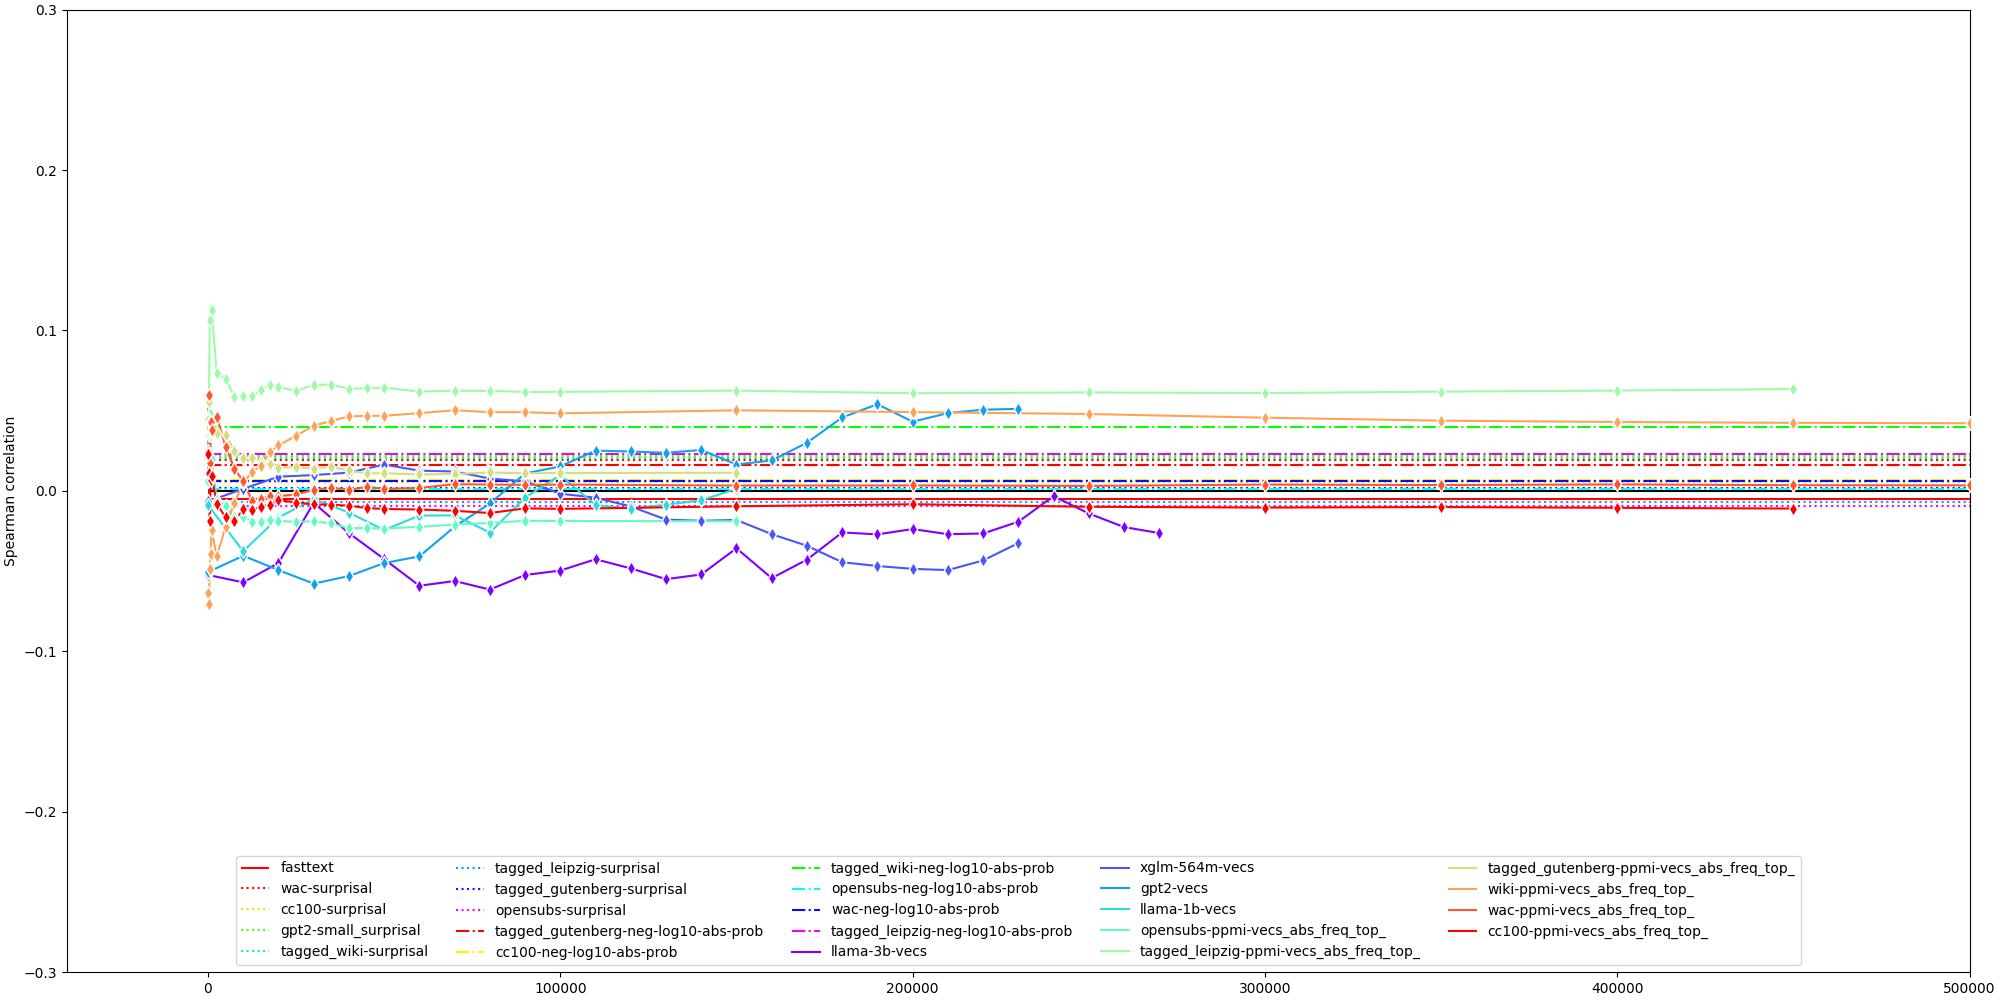 0.3
0.2
0.1
0.0
−0.1
−0.2
−0.3
Spearman correlation
fasttext
wac-surprisal
cc100-surprisal
gpt2-small_surprisal
tagged_wiki-surprisal
tagged_leipzig-surprisal
tagged_gutenberg-surprisal
opensubs-surprisal
tagged_gutenberg-neg-log10-abs-prob
cc100-neg-log10-abs-prob
tagged_wiki-neg-log10-abs-prob
opensubs-neg-log10-abs-prob
wac-neg-log10-abs-prob
tagged_leipzig-neg-log10-abs-prob
llama-3b-vecs
xglm-564m-vecs
gpt2-vecs
llama-1b-vecs
opensubs-ppmi-vecs_abs_freq_top_
tagged_leipzig-ppmi-vecs_abs_freq_top_
tagged_gutenberg-ppmi-vecs_abs_freq_top_
wiki-ppmi-vecs_abs_freq_top_
wac-ppmi-vecs_abs_freq_top_
cc100-ppmi-vecs_abs_freq_top_
0 100000 200000 300000 400000 500000